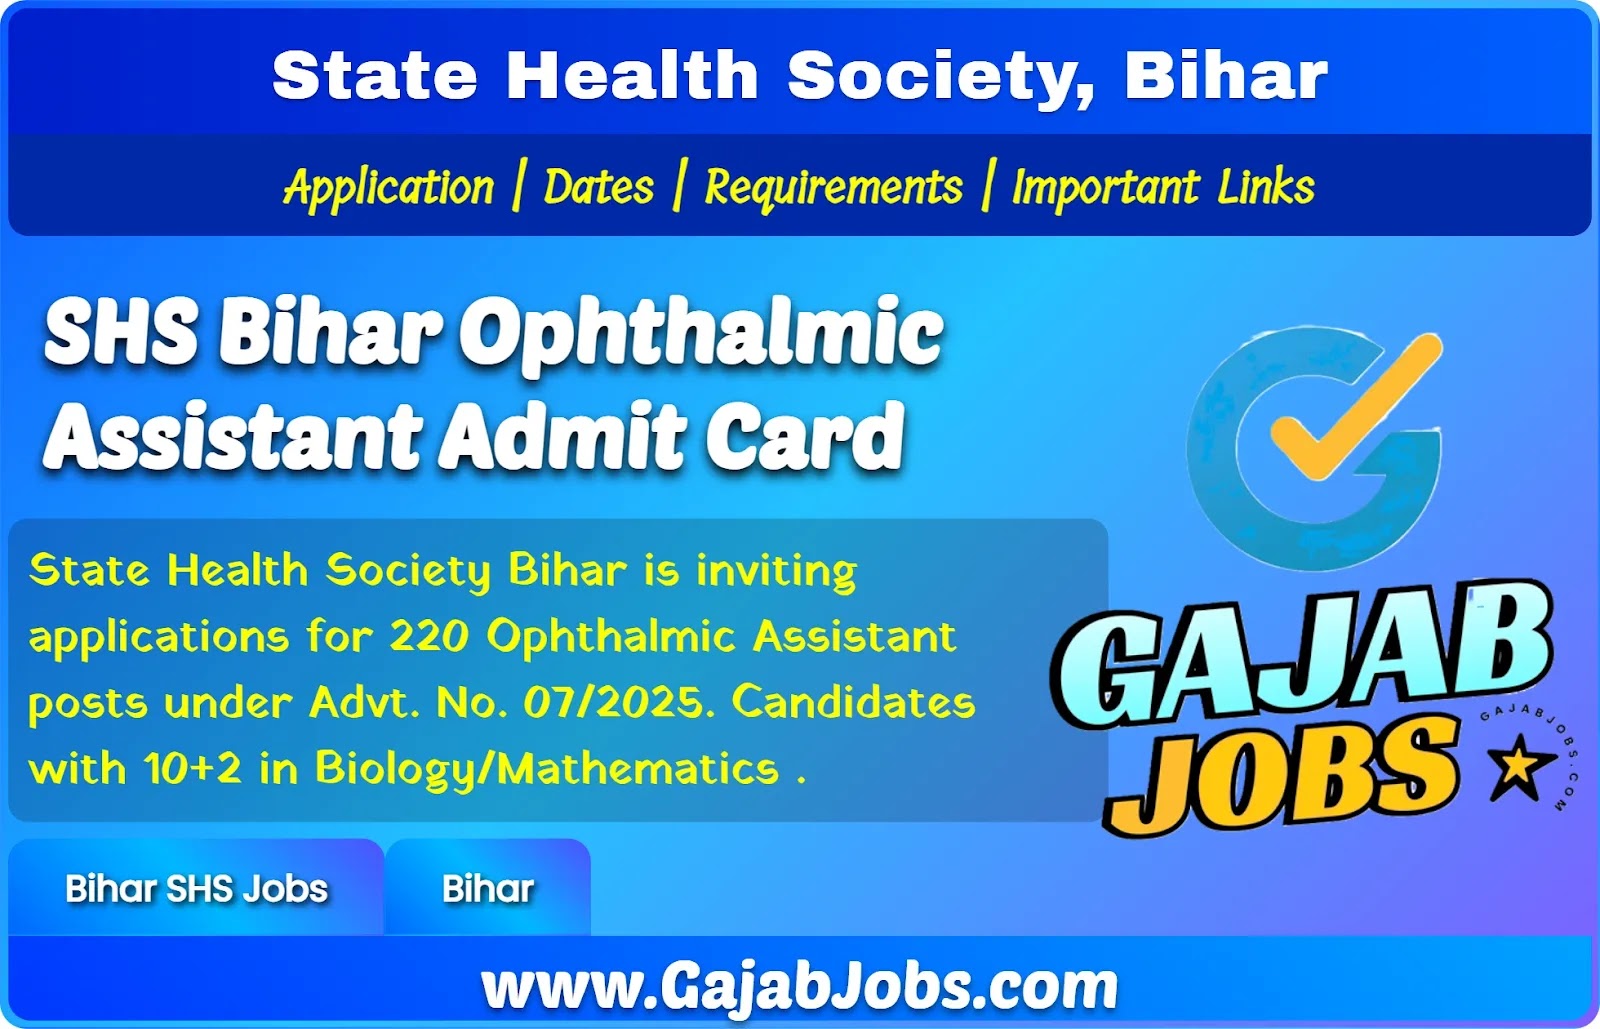 State Health Society, Bihar
Application | Dates | Requirements | Important Links
SHS Bihar Ophthalmic
Assistant Admit Card
State Health Society Bihar is inviting
applications for 220 Ophthalmic Assistant
posts under Advt. No. 07/2025. Candidates
with 10+2 in Biology/Mathematics .
GAJAB
JOBS
GAJABJOBS.COM
Bihar SHS Jobs
Bihar
www.GajabJobs.com